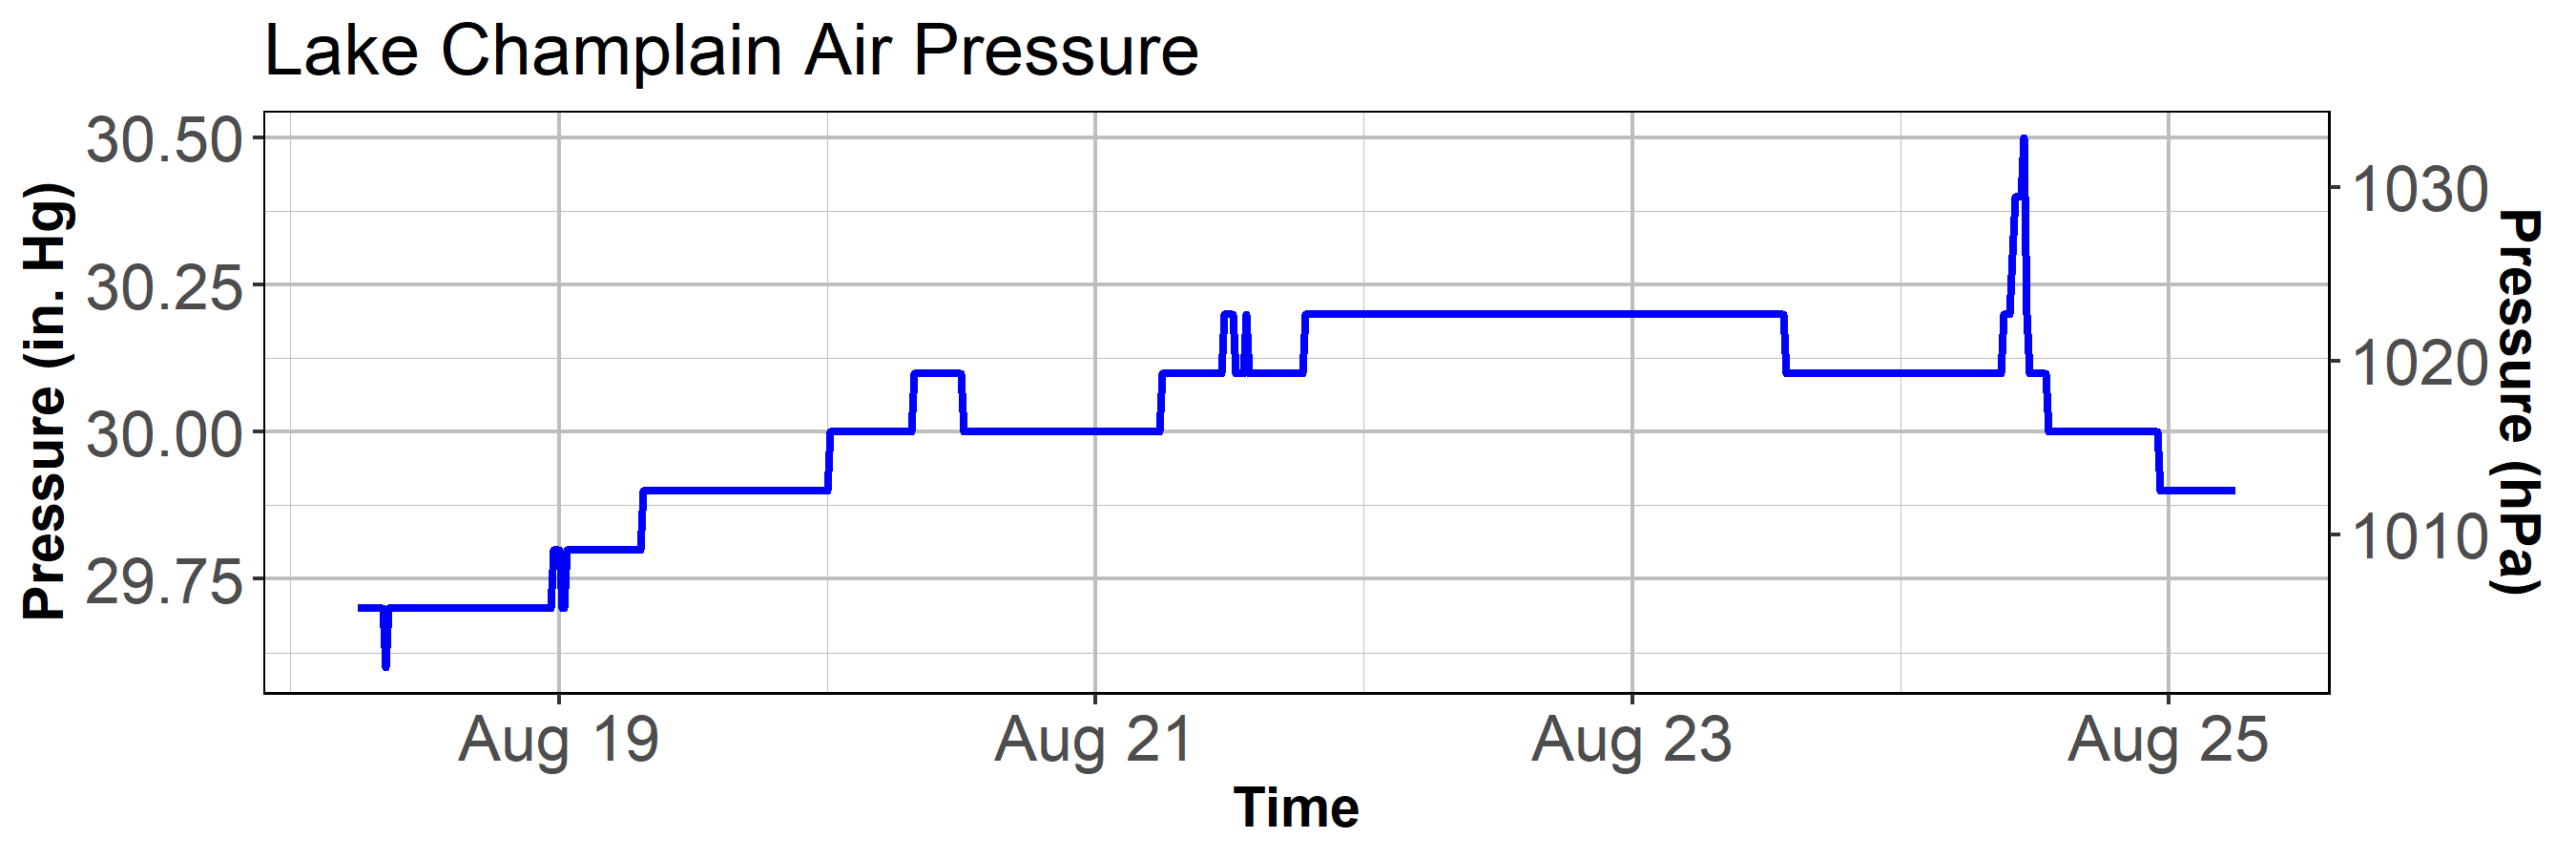 Lake Champlain Air Pressure
30.50
30.25
30.00
29.75
Pressure (in. Hg)
1030
1020
1010
Pressure (hPa)
Aug 19
Aug 21
Aug 23
Aug 25
Time